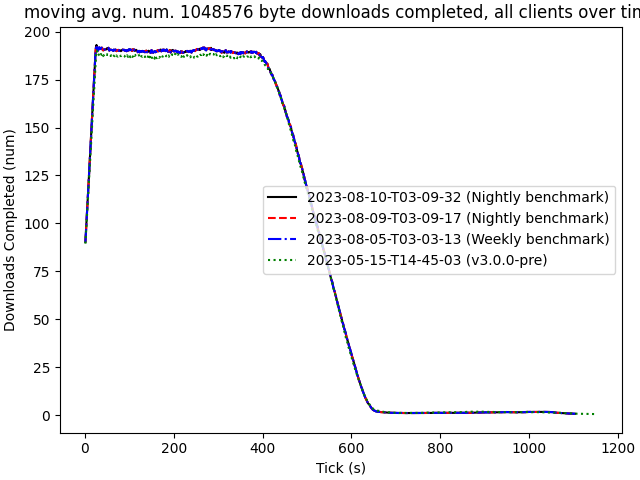 moving avg. num. 1048576 byte downloads completed, all clients over tim
200
175
150
125
100
75
50
25
0
Downloads Completed (num)
2023-08-10-T03-09-32 (Nightly benchmark)
2023-08-09-T03-09-17 (Nightly benchmark)
2023-08-05-T03-03-13 (Weekly benchmark)
2023-05-15-T14-45-03 (v3.0.0-pre)
0 200 400 600 800 1000 1200
Tick (s)